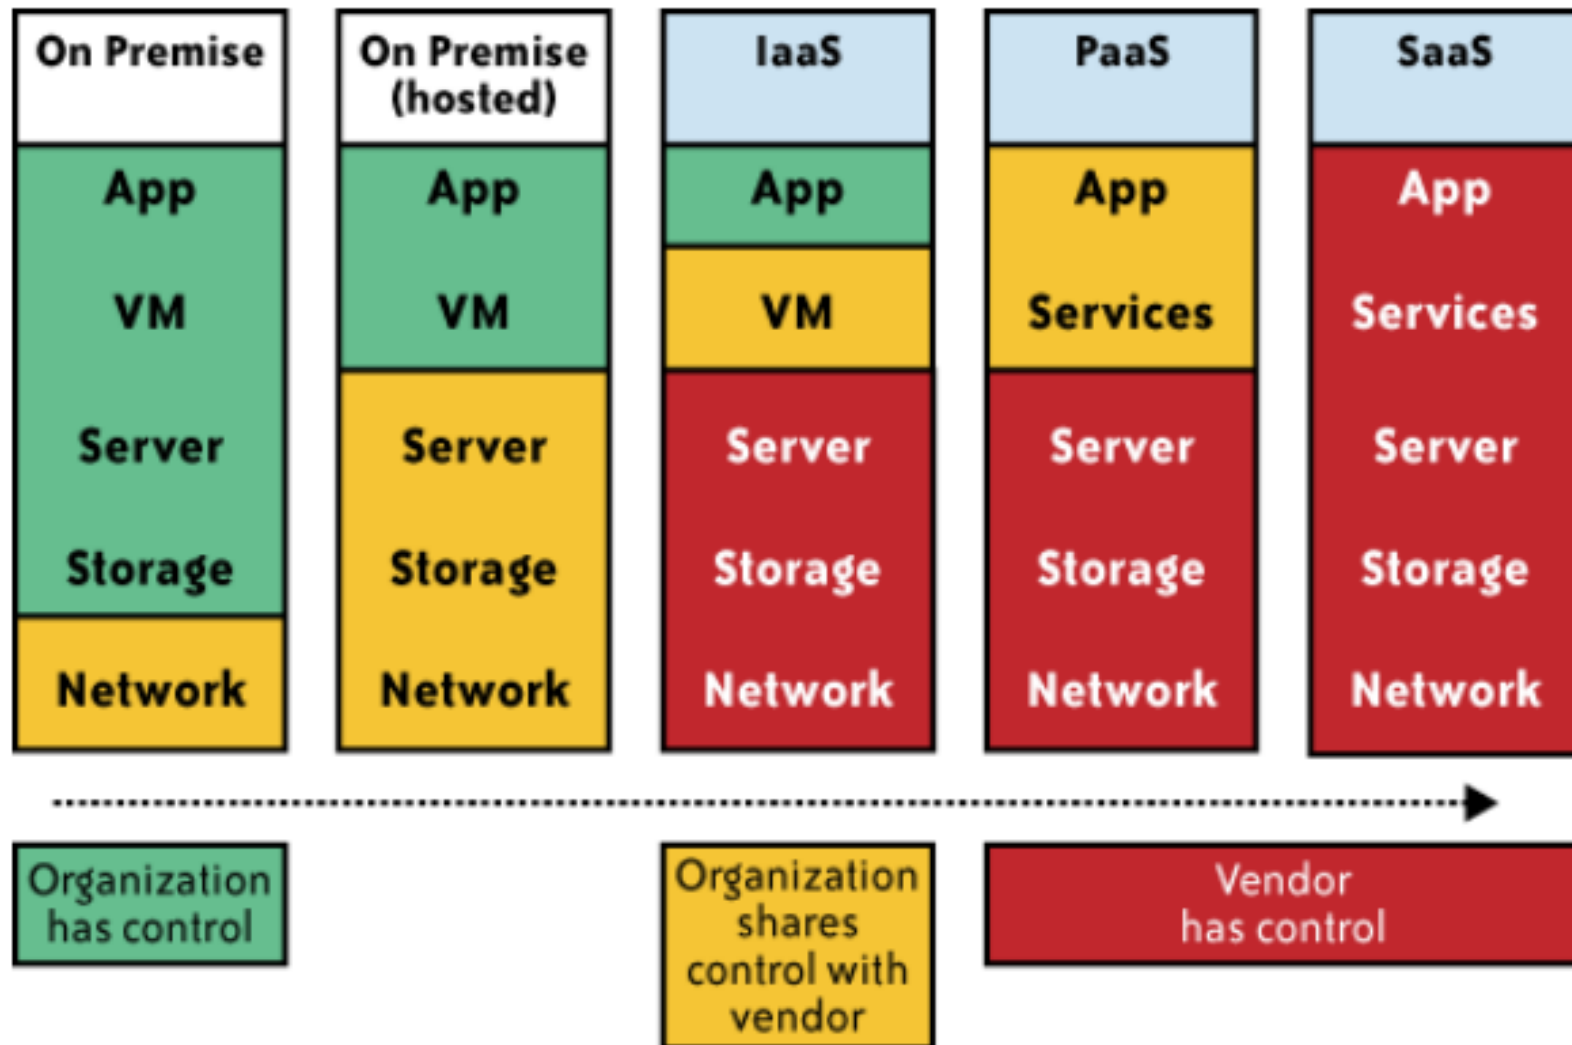 On Premise
App
VM
Server
Storage
Network
On Premise
(hosted)
App
VM
Server
Storage
Network
IaaS
App
VM
Server
Storage
Network
PaaS
App
Services
Server
Storage
Network
SaaS
App
Services
Server
Storage
Network
Organization
has control
Organization
shares
control with
vendor
Vendor
has control